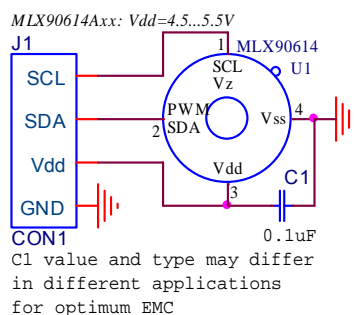 MLX90614Axx: Vdd=4.5...5.5V
J1
1
MLX90614
U1
SCL
SCL
Vz
SDA
PWM
2
SDA
Vss
4
Vdd
Vdd
3
C1
GND
0.1uF
CON1
C1 value and type may differ
in different applications
for optimum EMC